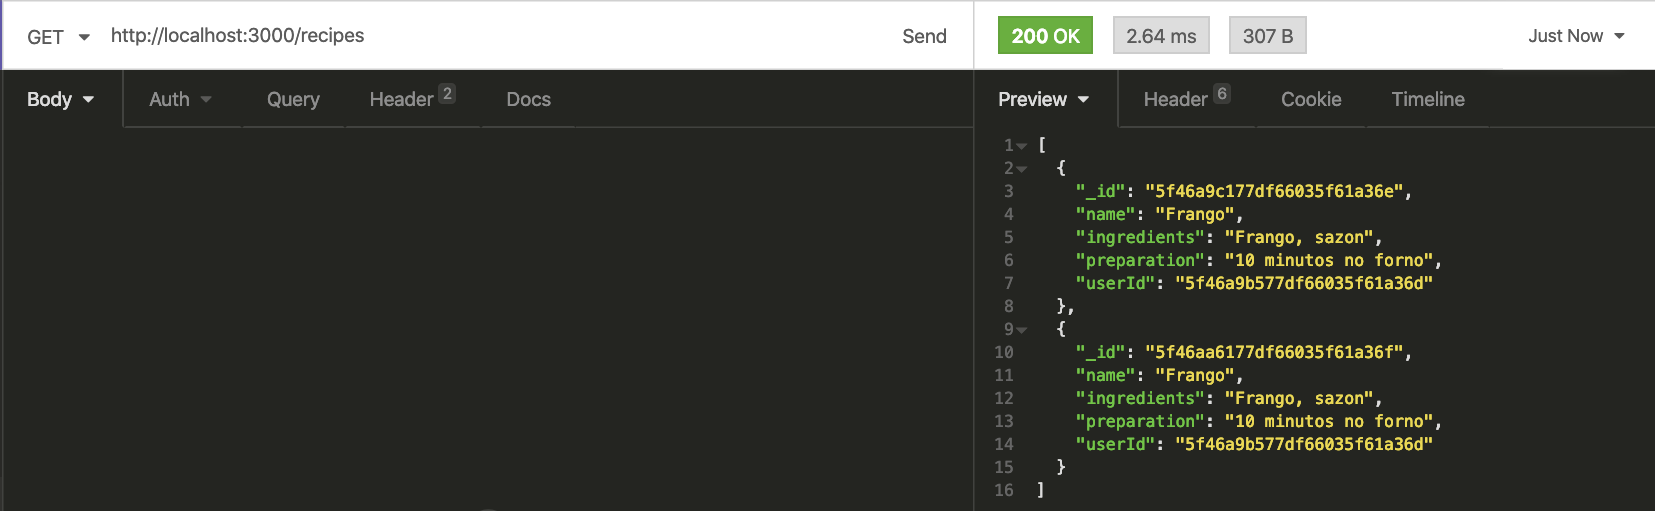 GET http://localhost:3000/recipes Send 200 OK 2.64 ms 307 B Just Now
Body Auth Query Header 2 Docs Preview Header 6 Cookie Timeline
1 [
2 {
3 "_id": "5f46a9c177df66035f61a36e",
4 "name": "Frango",
5 "ingredients": "Frango, sazon",
6 "preparation": "10 minutos no forno",
7 "userId": "5f46a9b577df66035f61a36d"
8 },
9 {
10 "_id": "5f46aa6177df66035f61a36f",
11 "name": "Frango",
12 "ingredients": "Frango, sazon",
13 "preparation": "10 minutos no forno",
14 "userId": "5f46a9b577df66035f61a36d"
15 }
16 ]